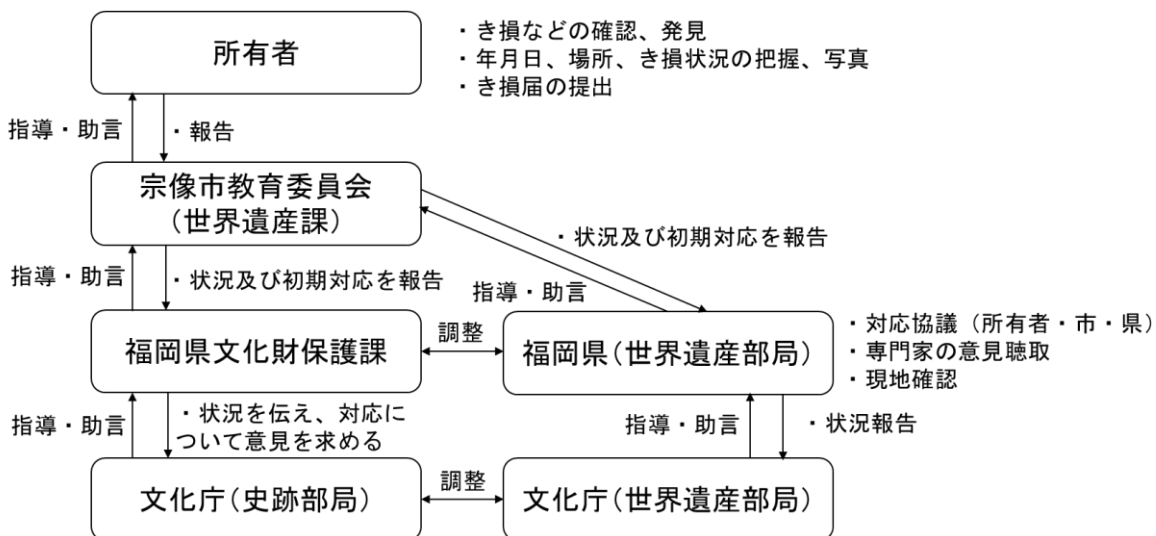 所有者
・き損などの確認、発見
・年月日、場所、き損状況の把握、写真
・き損届の提出
指導・助言
・報告
宗像市教育委員会
(世界遺産課)
・状況及び初期対応を報告
指導・助言
・状況及び初期対応を報告
指導・助言
福岡県文化財保護課
調整
福岡県(世界遺産部局)
・対応協議（所有者・市・県）
・専門家の意見聴取
・現地確認
指導・助言
・状況を伝え、対応に
ついて意見を求める
指導・助言
・状況報告
文化庁(史跡部局)
調整
文化庁(世界遺産部局)